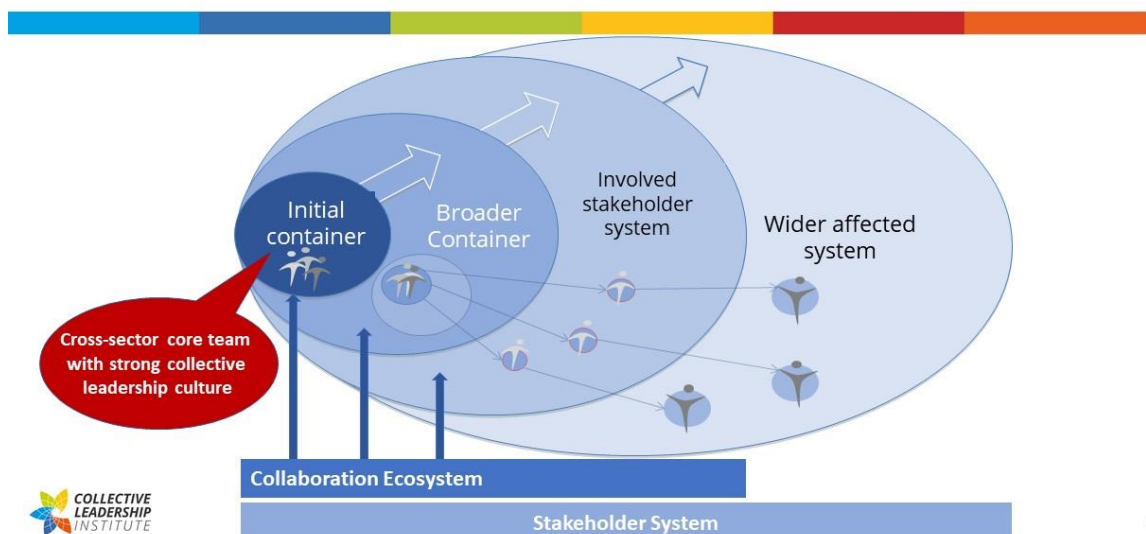 Initial
container
Broader
Container
Involved
stakeholder
system
Wider affected
system
Cross-sector core team
with strong collective
leadership culture
Collaboration Ecosystem
Stakeholder System
COLLECTIVE
LEADERSHIP
INSTITUTE